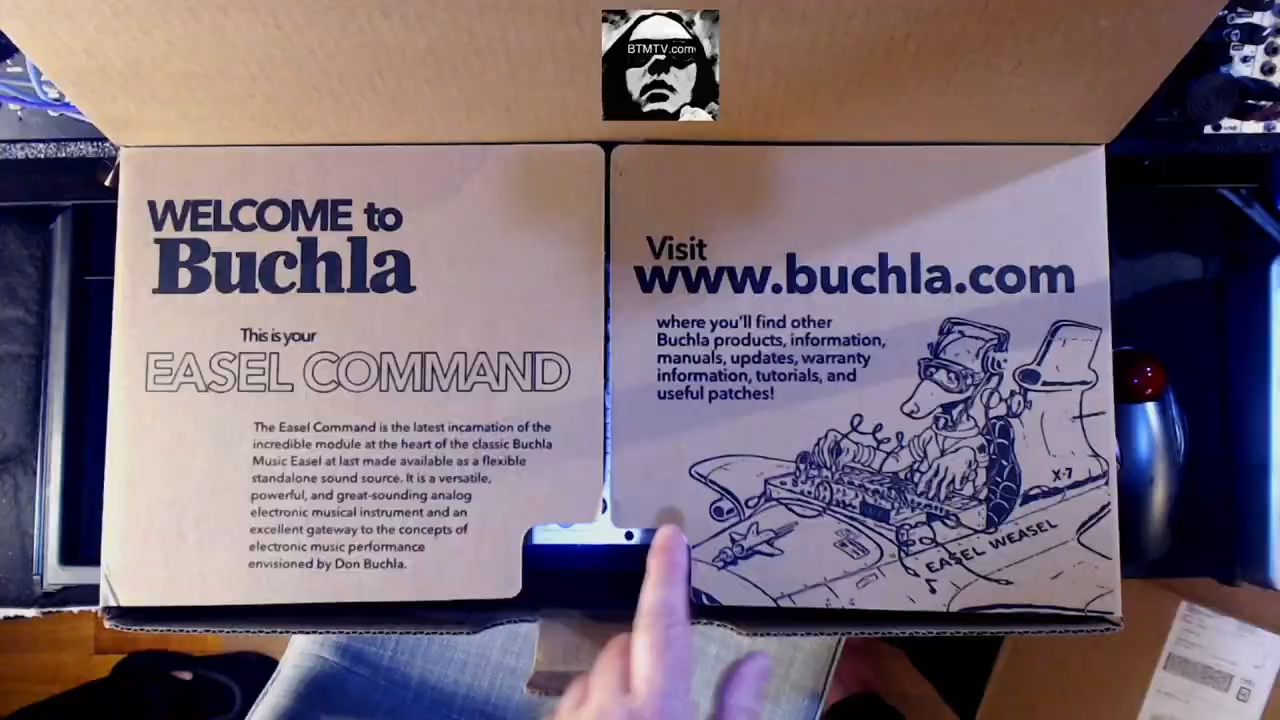 BTMTV.com
WELCOME to
Buchla
This is your
EASEL COMMAND
The Easel Command is the latest incarnation of the
incredible module at the heart of the classic Buchla
Music Easel at last made available as a flexible
standalone sound source. It is a versatile,
powerful, and great-sounding analog
electronic musical instrument and an
excellent gateway to the concepts of
electronic music performance
envisioned by Don Buchla.
Visit
www.buchla.com
where you'll find other
Buchla products, information,
manuals, updates, warranty
information, tutorials, and
useful patches!
X-7
EASEL WEASEL